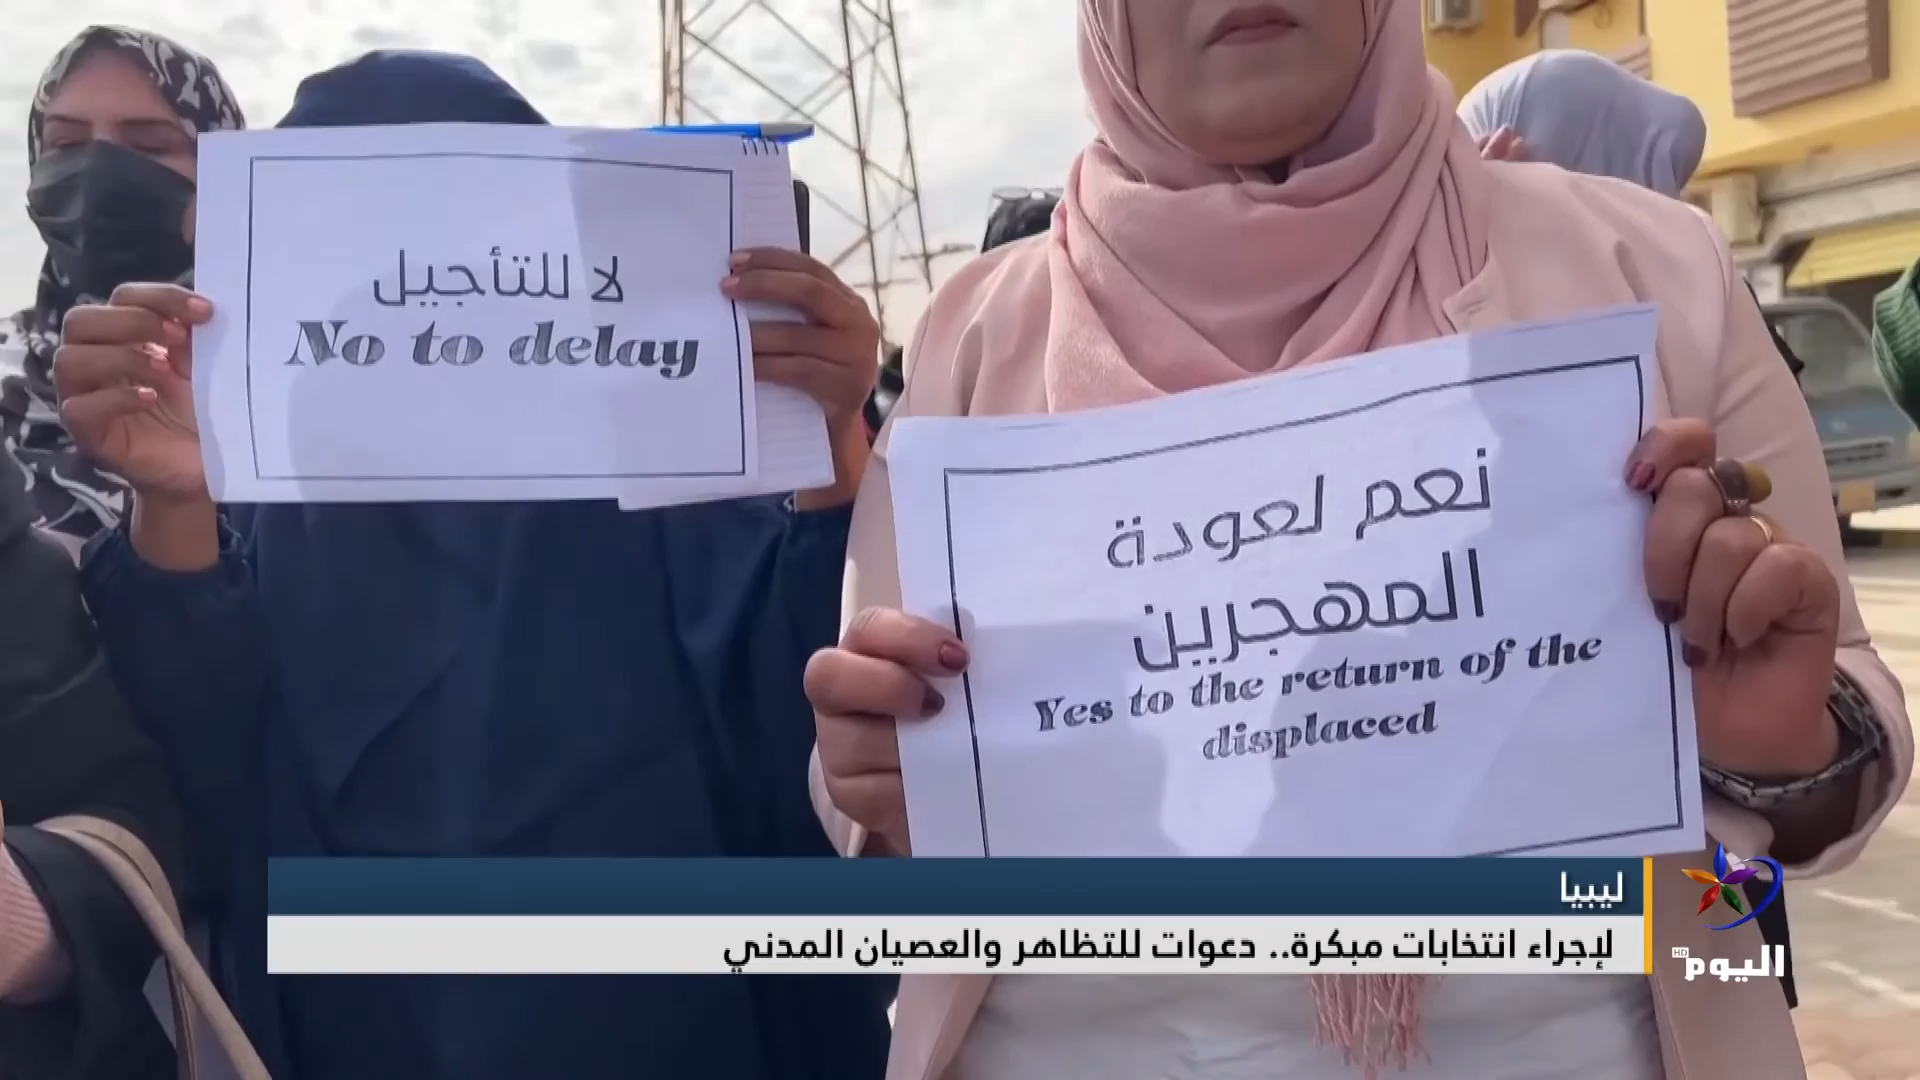 لا للتأجيل
No to delay
نعم لعودة
المهجرين
Yes to the return of the
displaced
ليبيا
لإجراء انتخابات مبكرة.. دعوات للتظاهر والعصيان المدني
اليوم HD